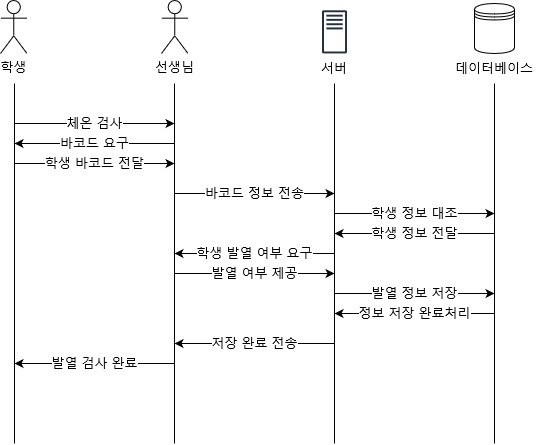 학생
선생님
서버
데이터베이스
체온 검사
바코드 요구
학생 바코드 전달
바코드 정보 전송
학생 정보 대조
학생 정보 전달
학생 발열 여부 요구
발열 여부 제공
발열 정보 저장
정보 저장 완료처리
저장 완료 전송
발열 검사 완료